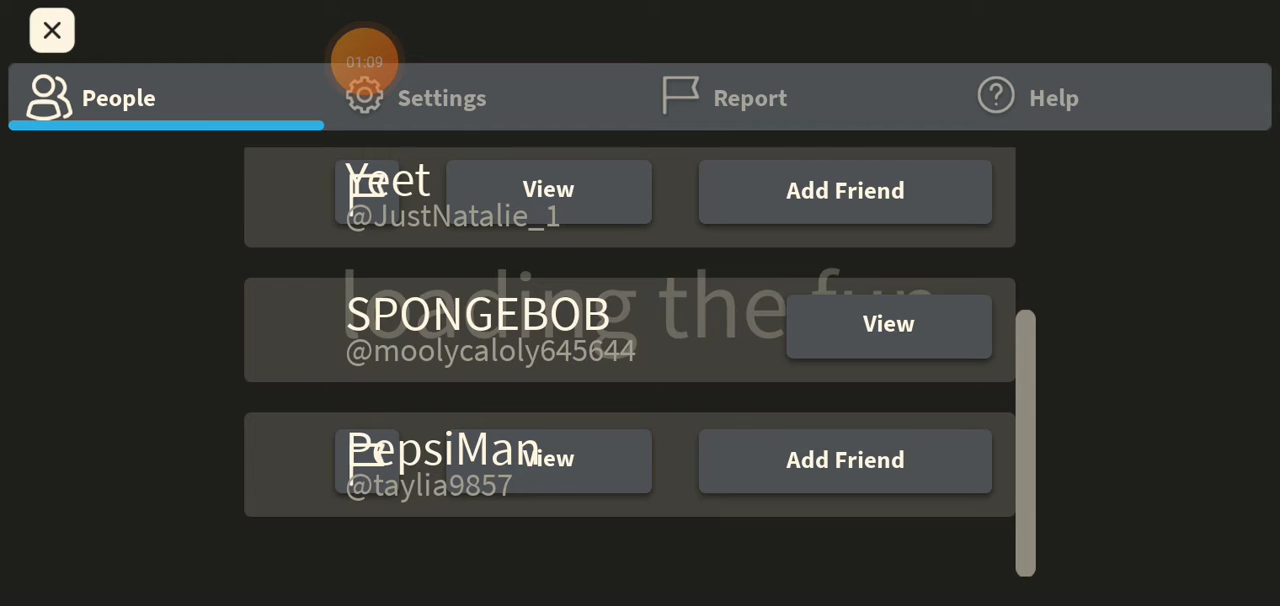 01:09
People
Settings
Report
Help
Yeet
View
Add Friend
@JustNatalie_1
loading the fun
SPONGEBOB
View
@moolycaloly645644
PepsiMan
View
Add Friend
@taylia9857